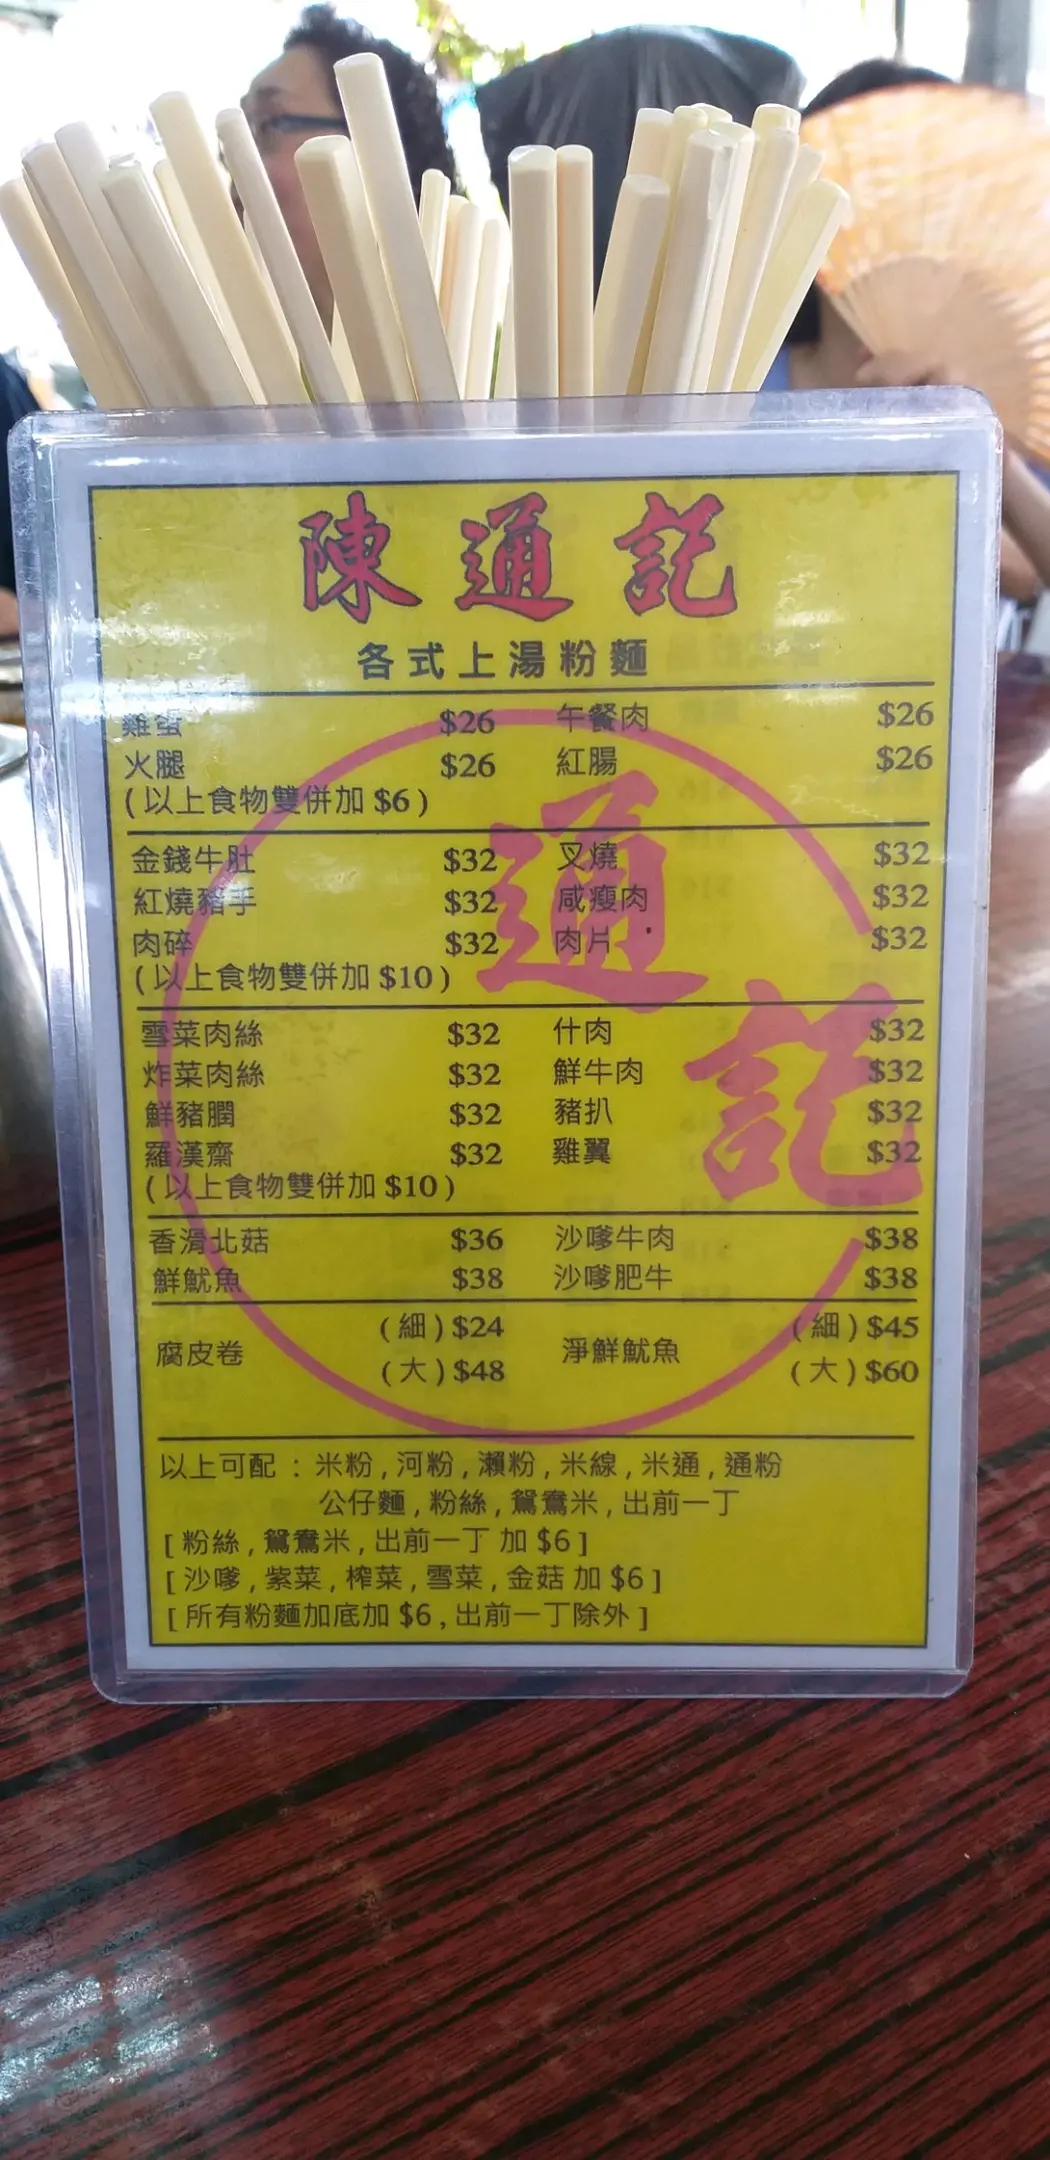 陳通記
各式上湯粉麵
雞蛋 $26 午餐肉 $26
火腿 $26 紅腸 $26
(以上食物雙併加 $6)
金錢牛肚 $32 叉燒 $32
紅燒豬手 $32 咸瘦肉 $32
肉碎 $32 肉片 $32
(以上食物雙併加 $10)
雪菜肉絲 $32 什肉 $32
炸菜肉絲 $32 鮮牛肉 $32
鮮豬膶 $32 豬扒 $32
羅漢齋 $32 雞翼 $32
(以上食物雙併加 $10)
香滑北菇 $36 沙嗲牛肉 $38
鮮魷魚 $38 沙嗲肥牛 $38
腐皮卷 (細) $24 (大) $48
淨鮮魷魚 (細) $45 (大) $60
以上可配 : 米粉 , 河粉 , 瀨粉 , 米線 , 米通 , 通粉
公仔麵 , 粉絲 , 鴛鴦米 , 出前一丁
[ 粉絲 , 鴛鴦米 , 出前一丁 加 $6 ]
[ 沙嗲 , 紫菜 , 榨菜 , 雪菜 , 金菇 加 $6 ]
[ 所有粉麵加底加 $6 , 出前一丁除外 ]
通記